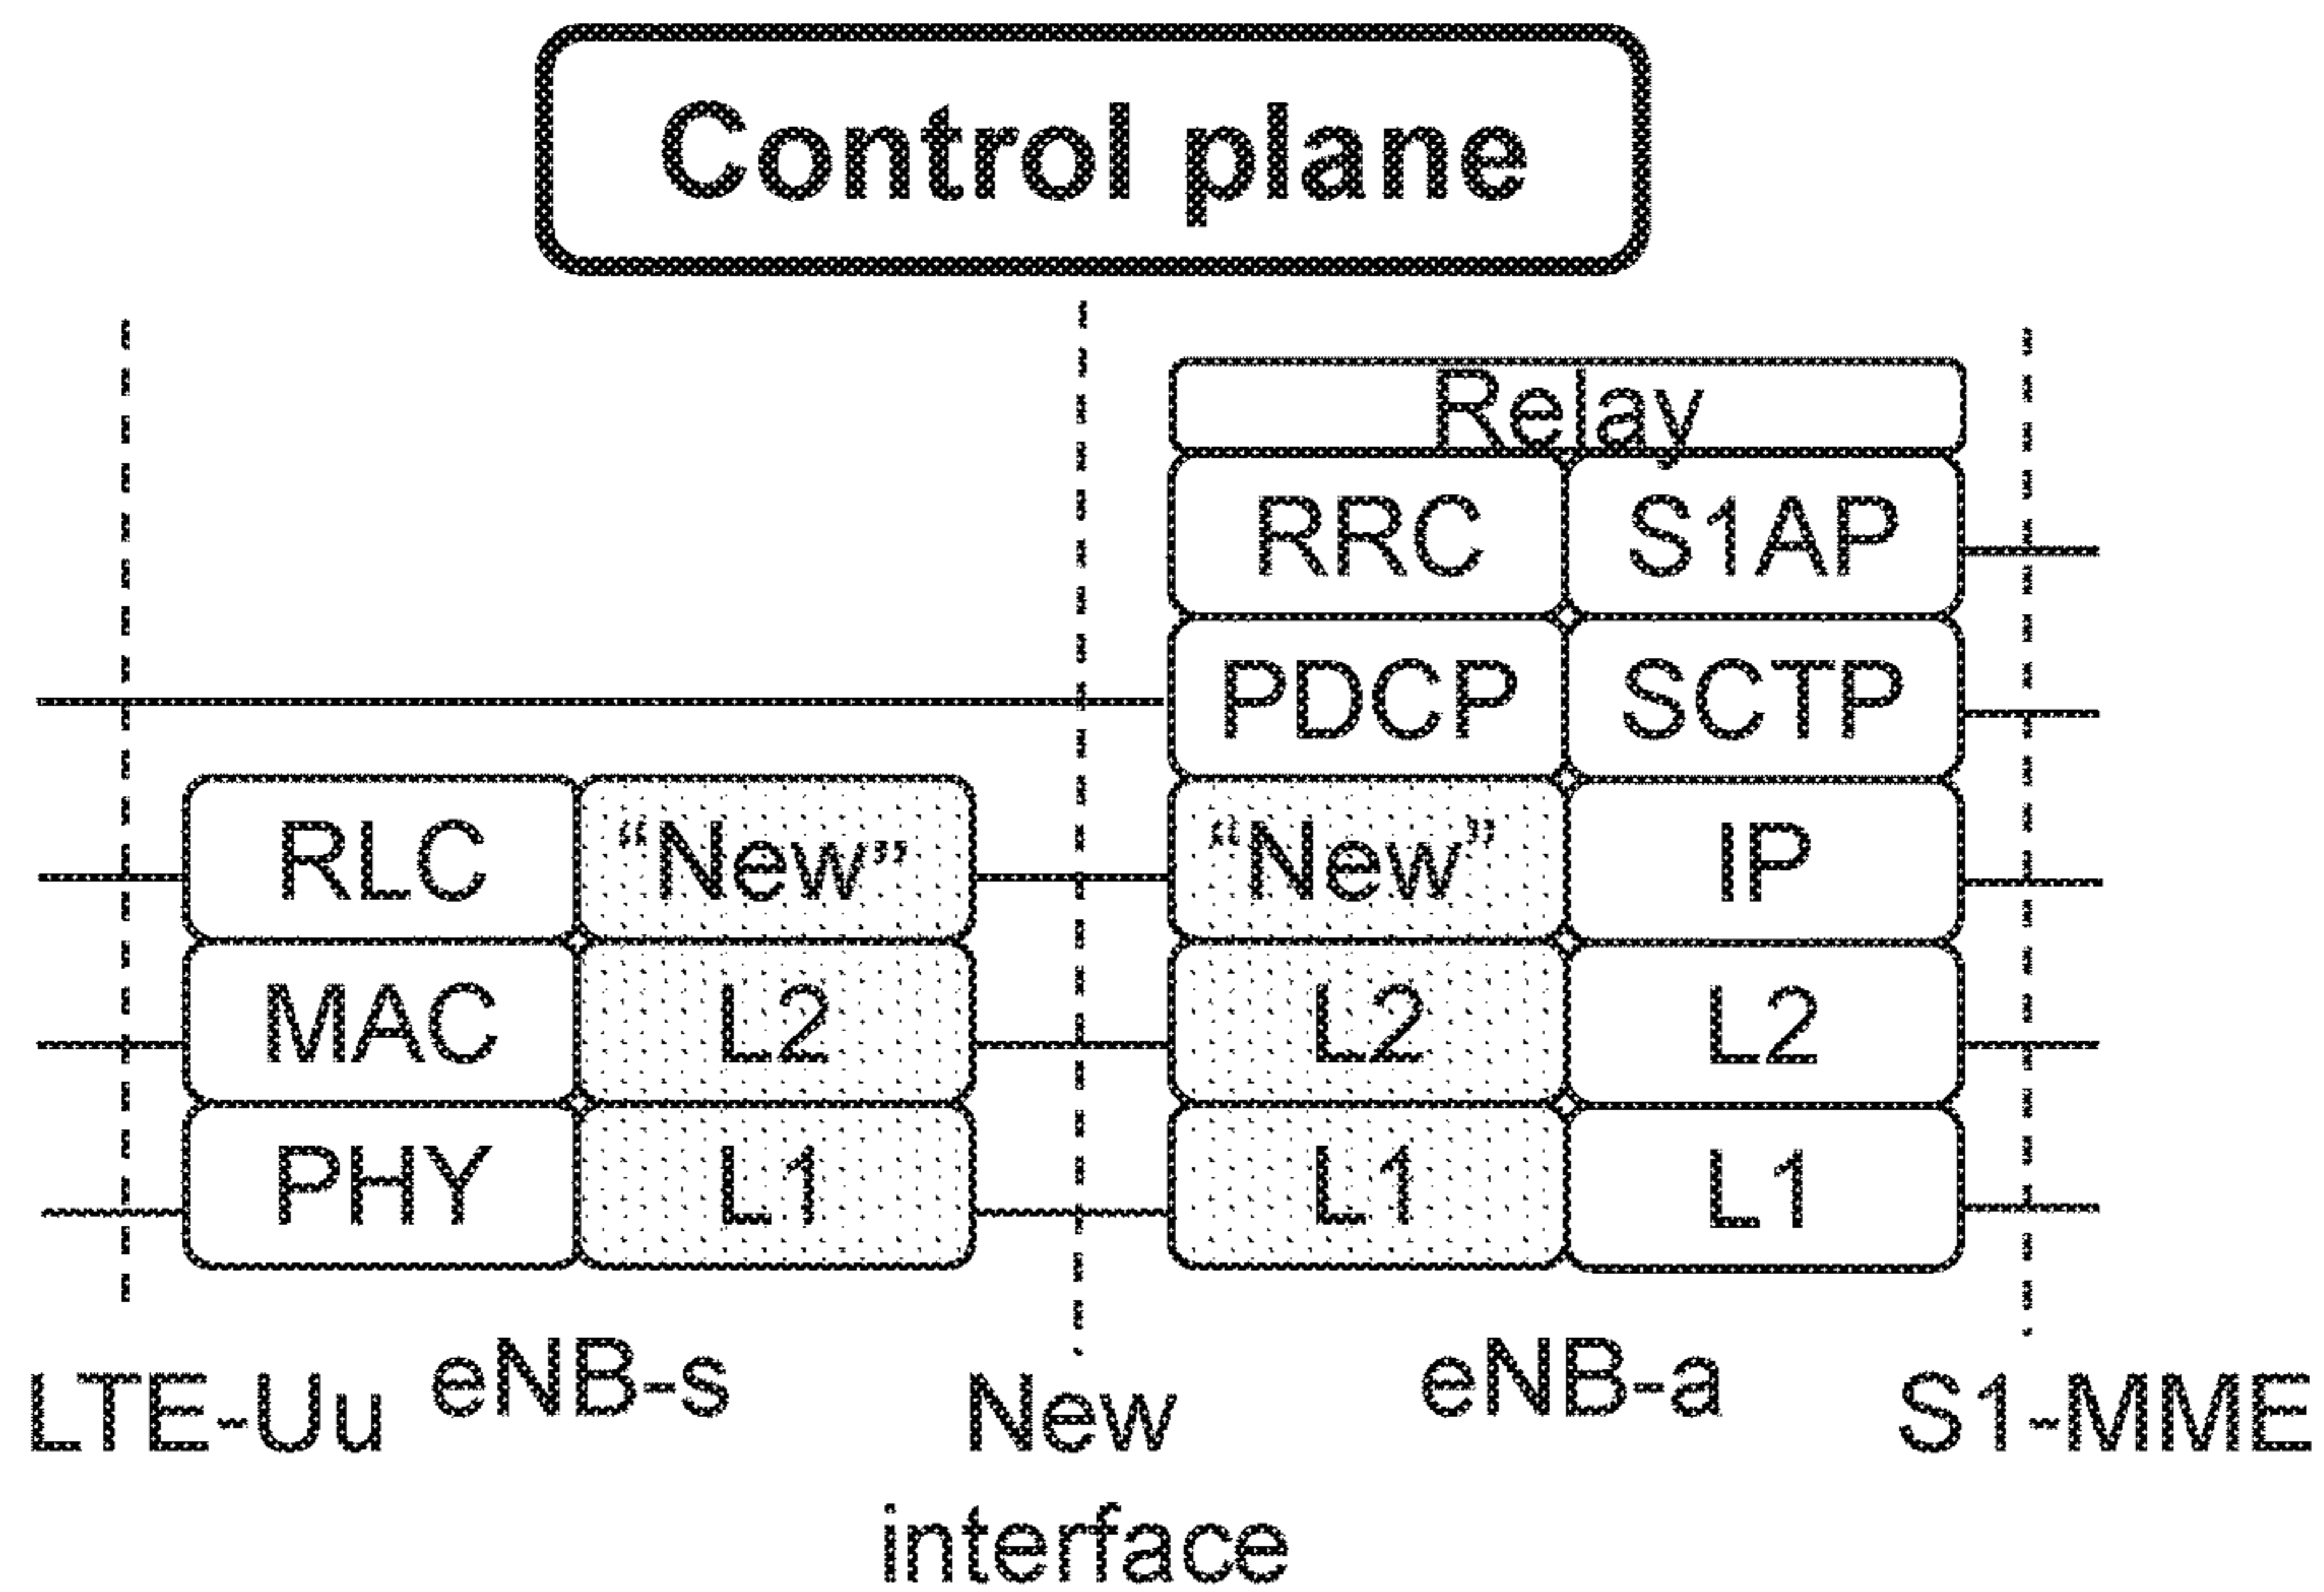 Control plane
Relay
RRC S1AP
PDCP SCTP
RLC “New” “New” IP
MAC L2 L2 L2
PHY L1 L1 L1
LTE-Uu eNB-s New interface eNB-a S1-MME